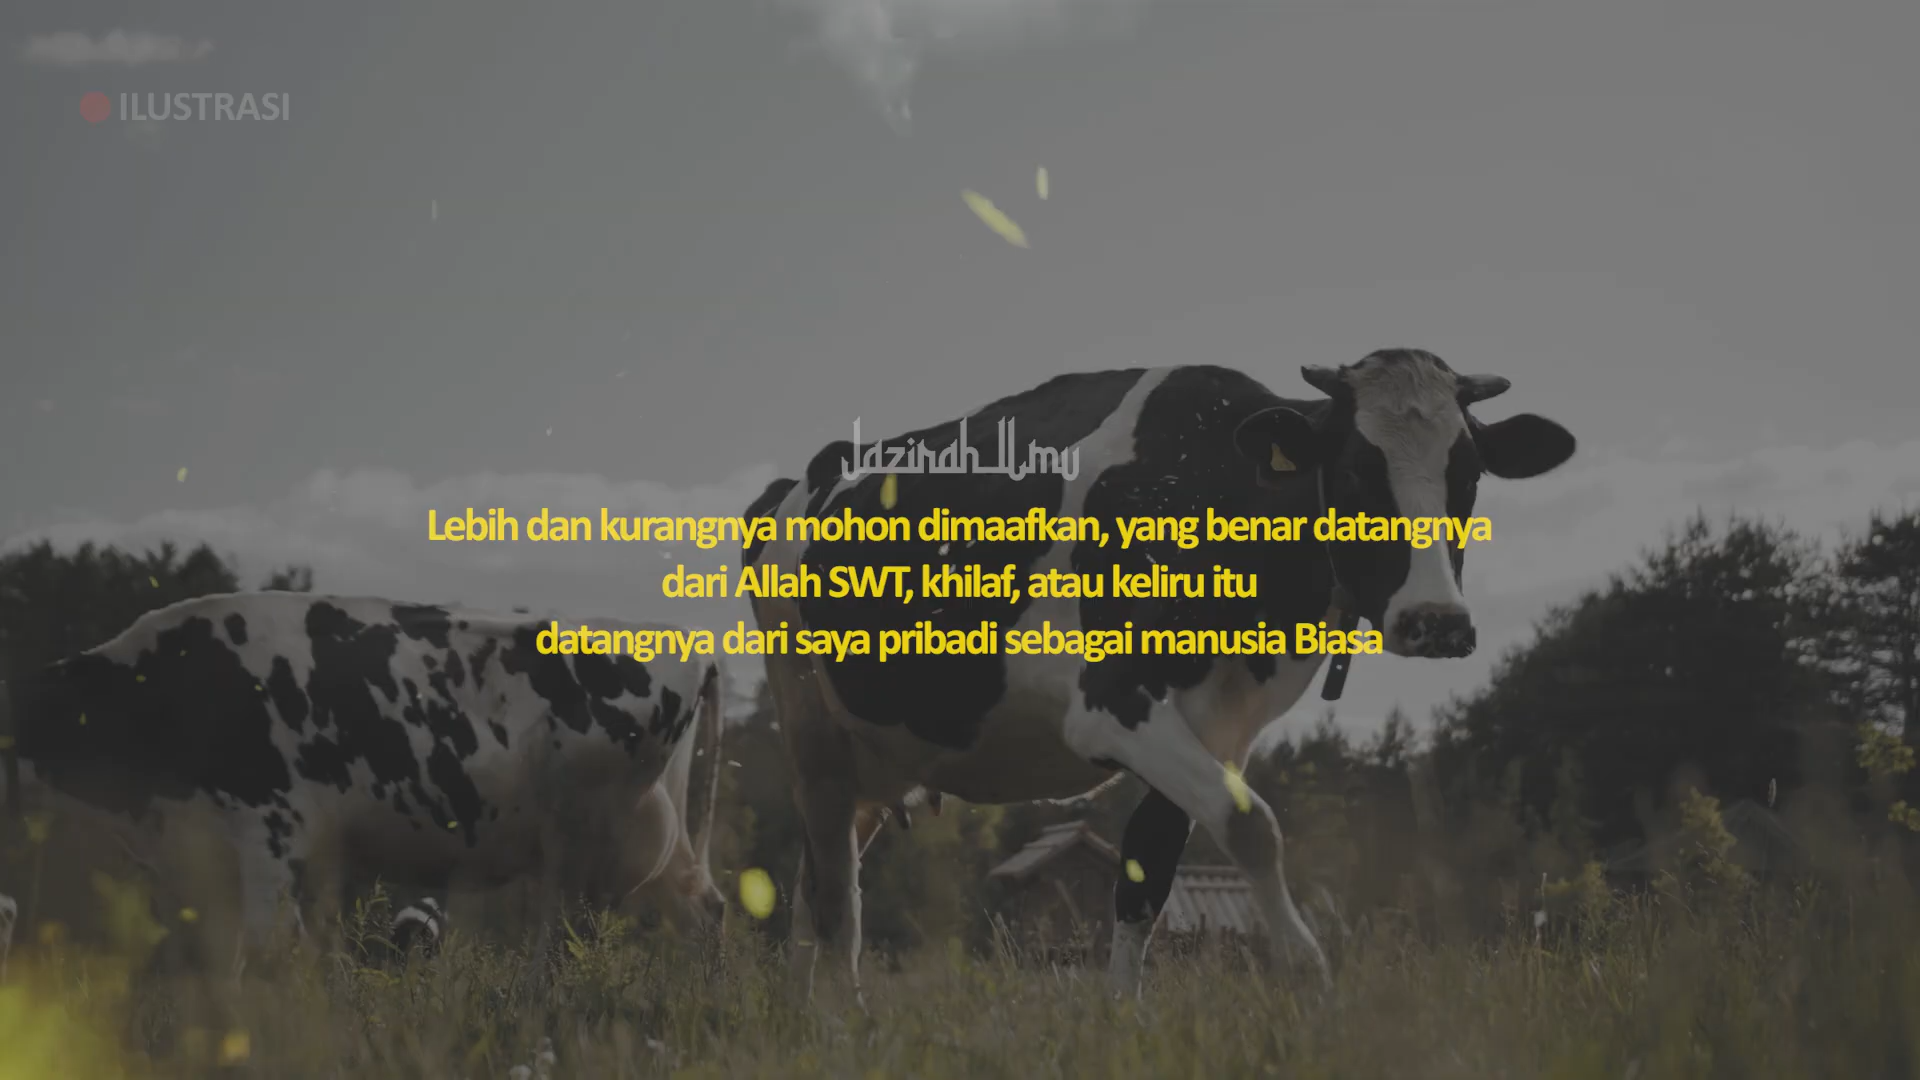 ILUSTRASI
Jazirah Ilmu
Lebih dan kurangnya mohon dimaafkan, yang benar datangnya
dari Allah SWT, khilaf, atau keliru itu
datangnya dari saya pribadi sebagai manusia Biasa